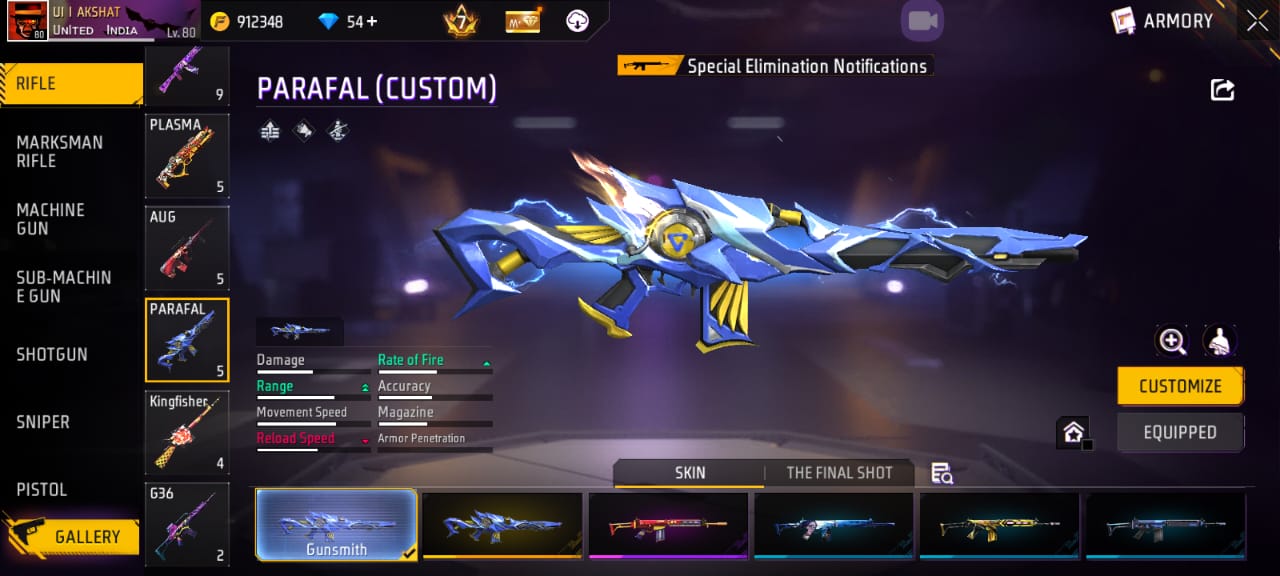 UI I AKSHAT
80
UNITED INDIA
Lv.80
912348
54+
7
ARMORY
RIFLE
MARKSMAN
RIFLE
MACHINE
GUN
SUB-MACHIN
E GUN
SHOTGUN
SNIPER
PISTOL
GALLERY
9
PLASMA
5
AUG
5
PARAFAL
5
Kingfisher
4
G36
2
PARAFAL (CUSTOM)
Special Elimination Notifications
Damage
Rate of Fire
Range
Accuracy
Movement Speed
Magazine
Reload Speed
Armor Penetration
CUSTOMIZE
EQUIPPED
SKIN
THE FINAL SHOT
Gunsmith